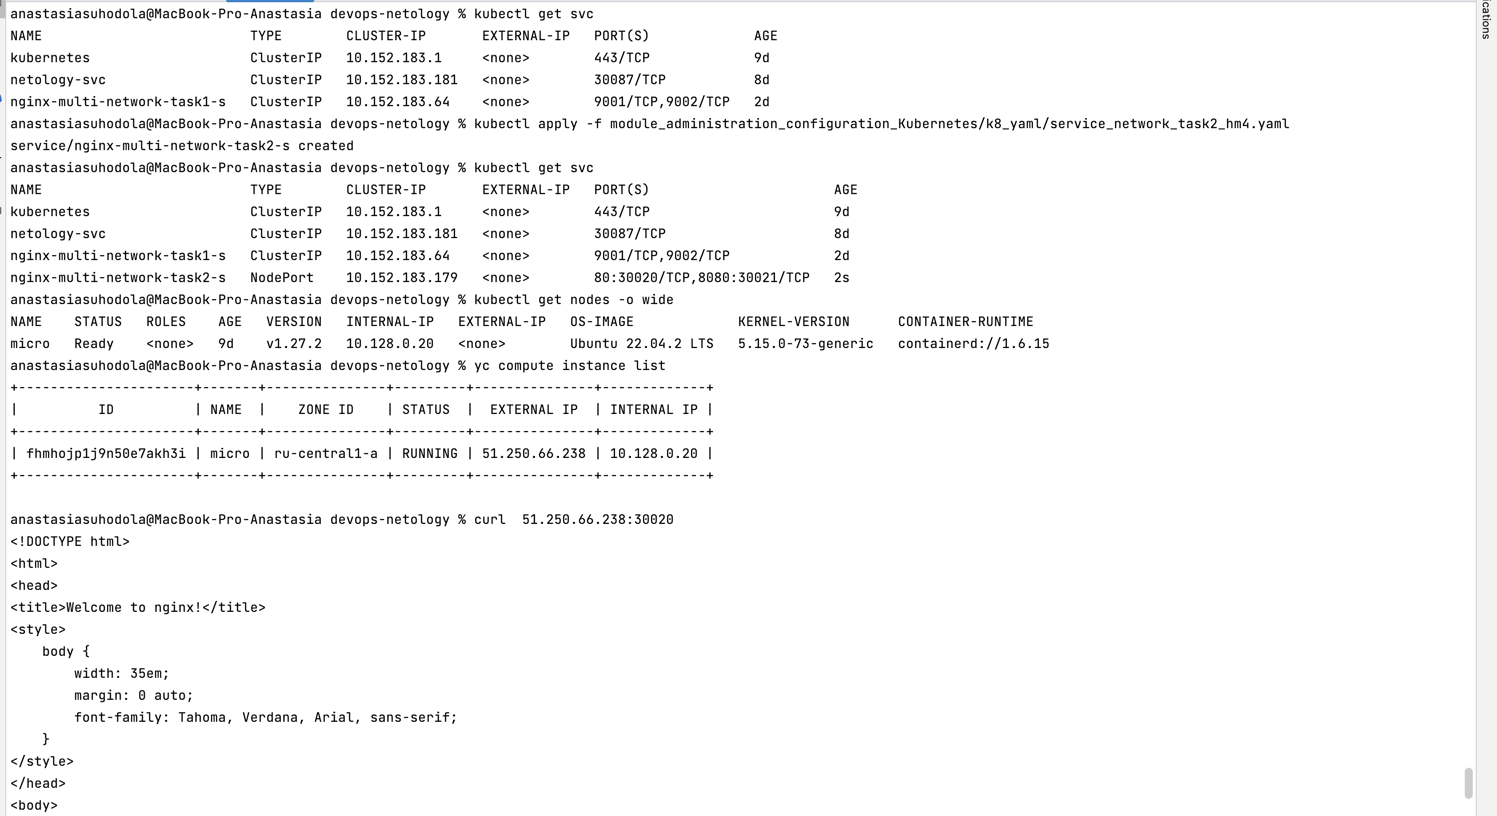 anastasiasuhodola@MacBook-Pro-Anastasia devops-netology % kubectl get svc
NAME                          TYPE        CLUSTER-IP       EXTERNAL-IP   PORT(S)             AGE
kubernetes                    ClusterIP   10.152.183.1     <none>        443/TCP             9d
netology-svc                  ClusterIP   10.152.183.181   <none>        30087/TCP           8d
nginx-multi-network-task1-s   ClusterIP   10.152.183.64    <none>        9001/TCP,9002/TCP   2d
anastasiasuhodola@MacBook-Pro-Anastasia devops-netology % kubectl apply -f module_administration_configuration_Kubernetes/k8_yaml/service_network_task2_hm4.yaml
service/nginx-multi-network-task2-s created
anastasiasuhodola@MacBook-Pro-Anastasia devops-netology % kubectl get svc
NAME                          TYPE        CLUSTER-IP       EXTERNAL-IP   PORT(S)                       AGE
kubernetes                    ClusterIP   10.152.183.1     <none>        443/TCP                       9d
netology-svc                  ClusterIP   10.152.183.181   <none>        30087/TCP                     8d
nginx-multi-network-task1-s   ClusterIP   10.152.183.64    <none>        9001/TCP,9002/TCP             2d
nginx-multi-network-task2-s   NodePort    10.152.183.179   <none>        80:30020/TCP,8080:30021/TCP   2s
anastasiasuhodola@MacBook-Pro-Anastasia devops-netology % kubectl get nodes -o wide
NAME    STATUS   ROLES    AGE   VERSION   INTERNAL-IP   EXTERNAL-IP   OS-IMAGE             KERNEL-VERSION      CONTAINER-RUNTIME
micro   Ready    <none>   9d    v1.27.2   10.128.0.20   <none>        Ubuntu 22.04.2 LTS   5.15.0-73-generic   containerd://1.6.15
anastasiasuhodola@MacBook-Pro-Anastasia devops-netology % yc compute instance list
+----------------------+-------+---------------+---------+---------------+-------------+
|          ID          | NAME  |    ZONE ID    | STATUS  |  EXTERNAL IP  | INTERNAL IP |
+----------------------+-------+---------------+---------+---------------+-------------+
| fhmhojp1j9n50e7akh3i | micro | ru-central1-a | RUNNING | 51.250.66.238 | 10.128.0.20 |
+----------------------+-------+---------------+---------+---------------+-------------+
anastasiasuhodola@MacBook-Pro-Anastasia devops-netology % curl  51.250.66.238:30020
<!DOCTYPE html>
<html>
<head>
<title>Welcome to nginx!</title>
<style>
    body {
        width: 35em;
        margin: 0 auto;
        font-family: Tahoma, Verdana, Arial, sans-serif;
    }
</style>
</head>
<body>